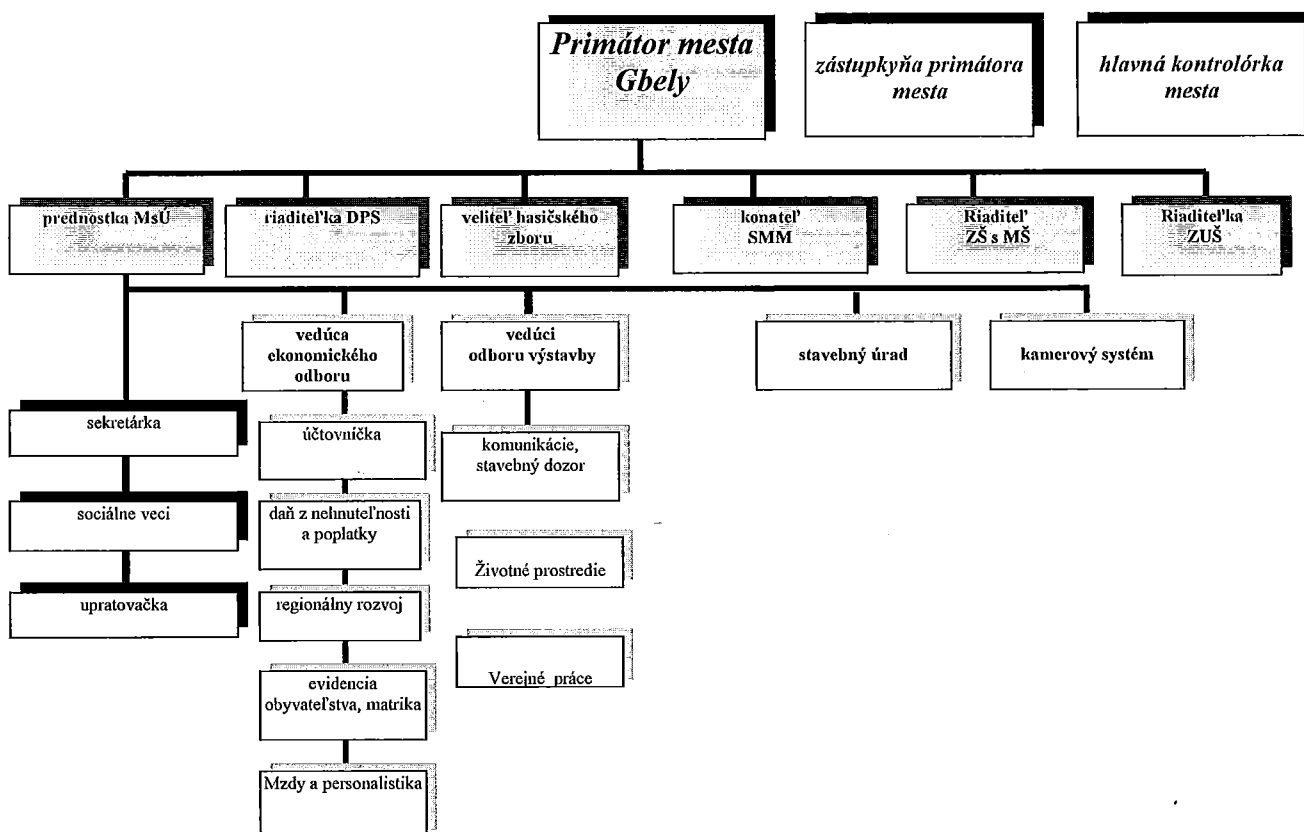 Primátor mesta
Gbely
zástupkyňa primátora
mesta
hlavná kontrolórka
mesta
prednostka MsÚ
riaditeľka DPS
veliteľ hasičského
zboru
konateľ
SMM
Riaditeľ
ZŠ s MŠ
Riaditeľka
ZUŠ
vedúca
ekonomického
odboru
vedúci
odboru výstavby
stavebný úrad
kamerový systém
sekretárka
sociálne veci
upratovačka
účtovníčka
daň z nehnuteľnosti
a poplatky
regionálny rozvoj
evidencia
obyvateľstva, matrika
Mzdy a personalistika
komunikácie,
stavebný dozor
Životné prostredie
Verejné práce